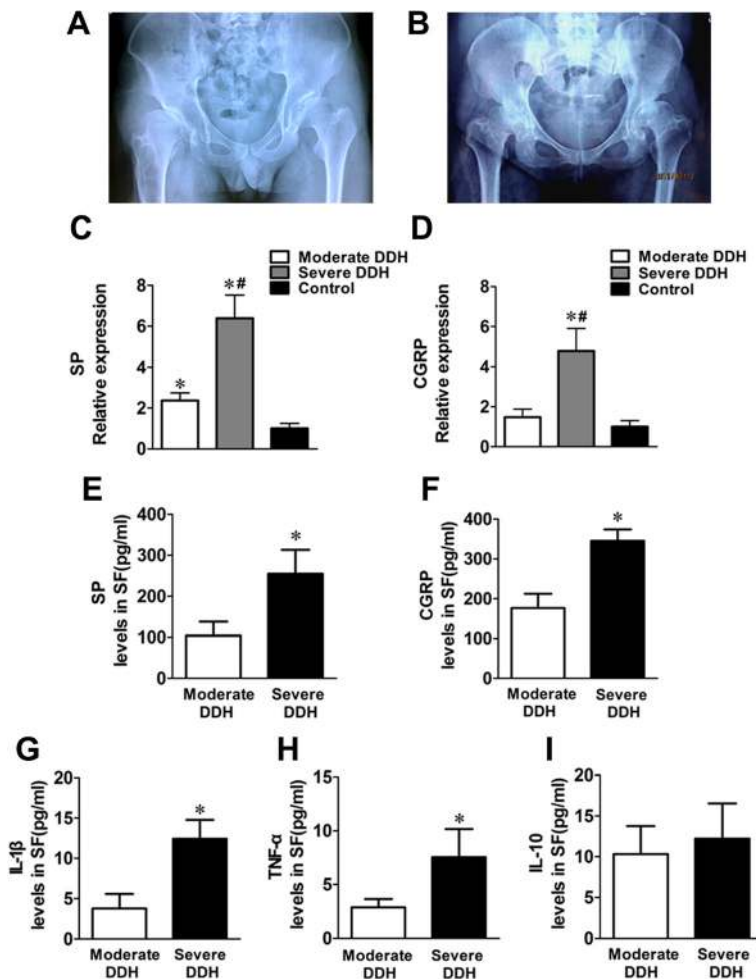 A
B
C
Moderate DDH
Severe DDH
Control
SP
Relative expression
8
6
4
2
0
*
*#
D
Moderate DDH
Severe DDH
Control
CGRP
Relative expression
8
6
4
2
0
*#
E
SP
levels in SF(pg/ml)
400
300
200
100
0
*
Moderate
DDH
Severe
DDH
F
CGRP
levels in SF(pg/ml)
400
300
200
100
0
*
Moderate
DDH
Severe
DDH
G
IL-1β
levels in SF(pg/ml)
20
15
10
5
0
*
Moderate
DDH
Severe
DDH
H
TNF-α
levels in SF(pg/ml)
15
10
5
0
*
Moderate
DDH
Severe
DDH
I
IL-10
levels in SF(pg/ml)
20
15
10
5
0
Moderate
DDH
Severe
DDH